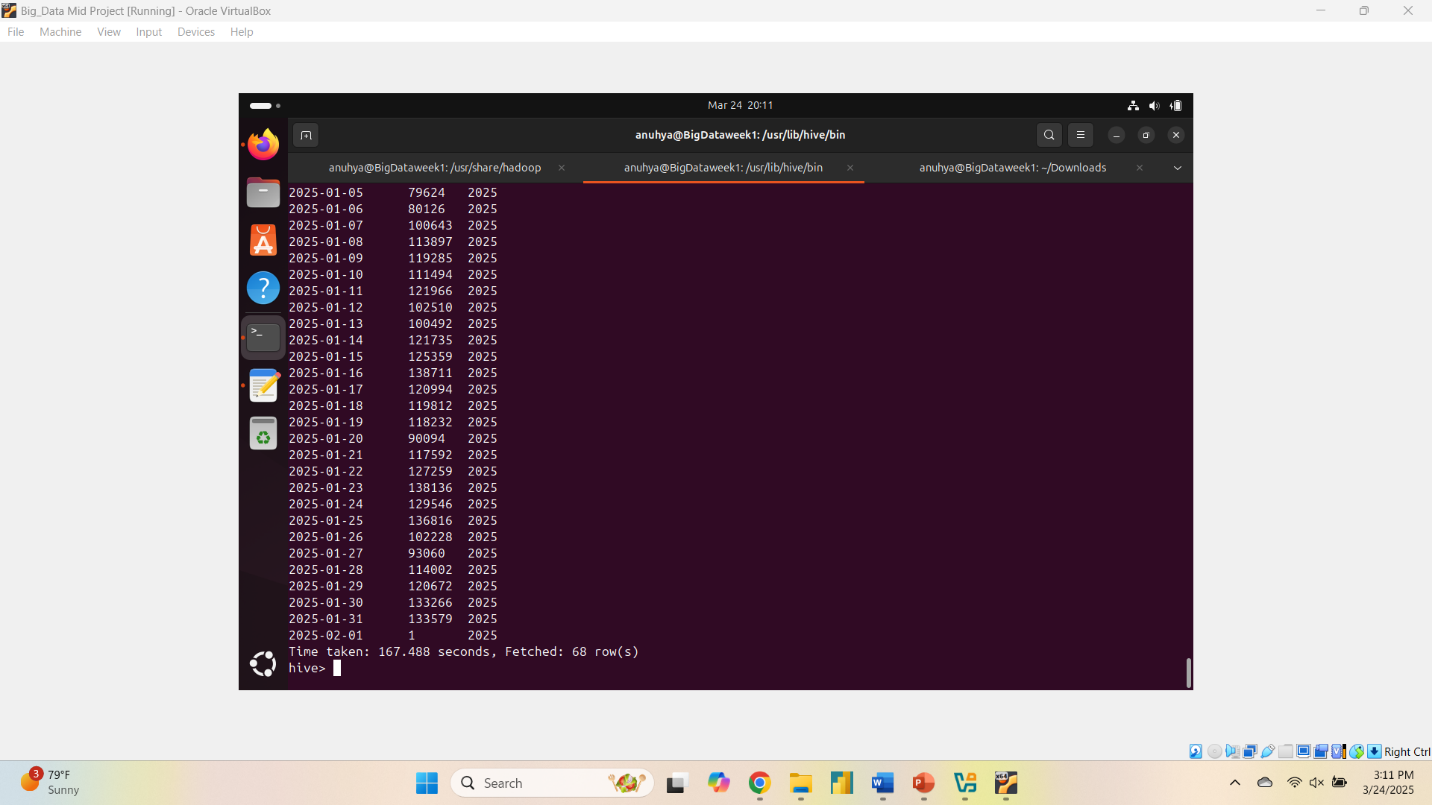 Big_Data Mid Project [Running] - Oracle VirtualBox
File Machine View Input Devices Help
Mar 24 20:11
anuhya@BigDataweek1: /usr/lib/hive/bin
anuhya@BigDataweek1: /usr/share/hadoop
anuhya@BigDataweek1: /usr/lib/hive/bin
anuhya@BigDataweek1: ~/Downloads
2025-01-05 79624 2025
2025-01-06 80126 2025
2025-01-07 100643 2025
2025-01-08 113897 2025
2025-01-09 119285 2025
2025-01-10 111494 2025
2025-01-11 121966 2025
2025-01-12 102510 2025
2025-01-13 100492 2025
2025-01-14 121735 2025
2025-01-15 125359 2025
2025-01-16 138711 2025
2025-01-17 120994 2025
2025-01-18 119812 2025
2025-01-19 118232 2025
2025-01-20 90094 2025
2025-01-21 117592 2025
2025-01-22 127259 2025
2025-01-23 138136 2025
2025-01-24 129546 2025
2025-01-25 136816 2025
2025-01-26 102228 2025
2025-01-27 93060 2025
2025-01-28 114002 2025
2025-01-29 120672 2025
2025-01-30 133266 2025
2025-01-31 133579 2025
2025-02-01 1 2025
Time taken: 167.488 seconds, Fetched: 68 row(s)
hive>
Right Ctrl
3
79°F
Sunny
Search
3:11 PM
3/24/2025